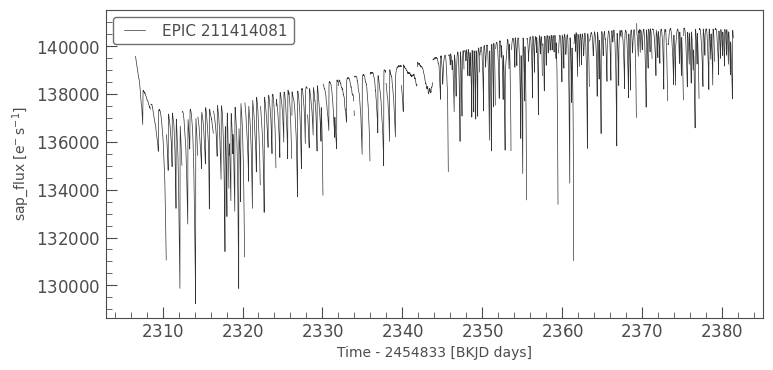 EPIC 211414081
140000
138000
136000
134000
132000
130000
sap_flux [e⁻ s⁻¹]
2310 2320 2330 2340 2350 2360 2370 2380
Time - 2454833 [BKJD days]